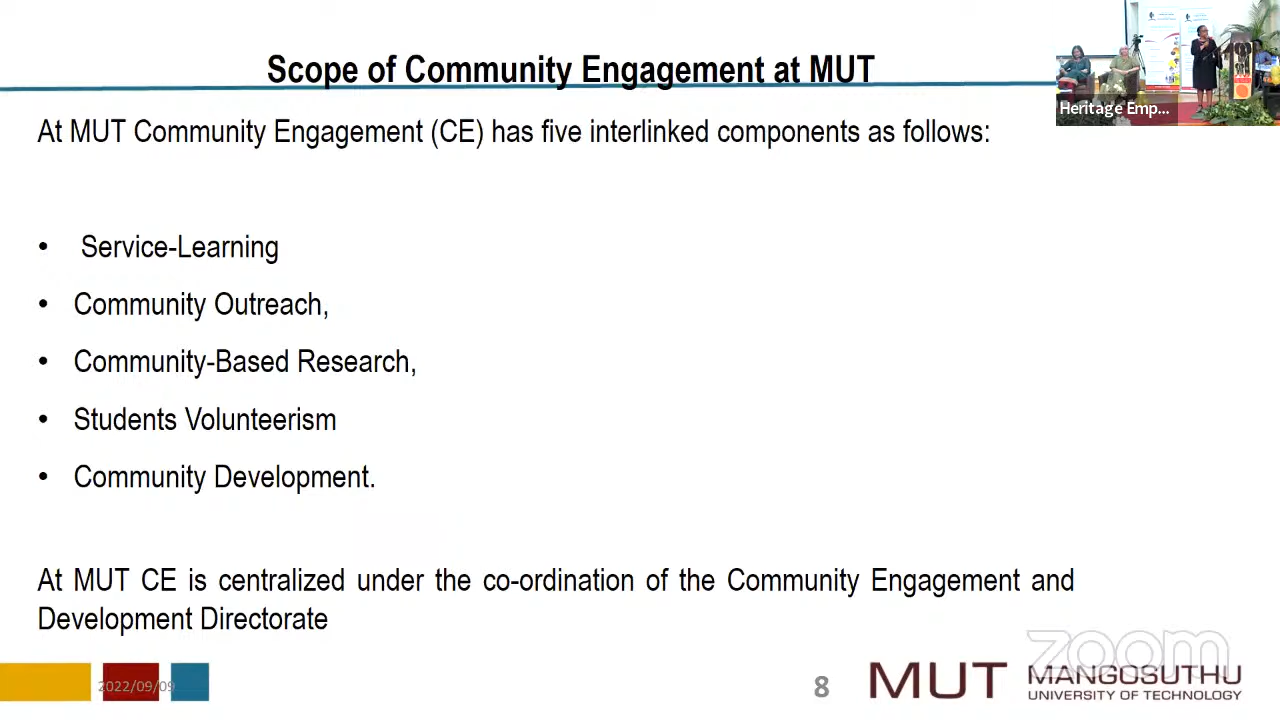 Scope of Community Engagement at MUT
Heritage Emp...
At MUT Community Engagement (CE) has five interlinked components as follows:
• Service-Learning
• Community Outreach,
• Community-Based Research,
• Students Volunteerism
• Community Development.
At MUT CE is centralized under the co-ordination of the Community Engagement and
Development Directorate
zoom
2022/09/09
8
MUT
MANGOSUTHU
UNIVERSITY OF TECHNOLOGY